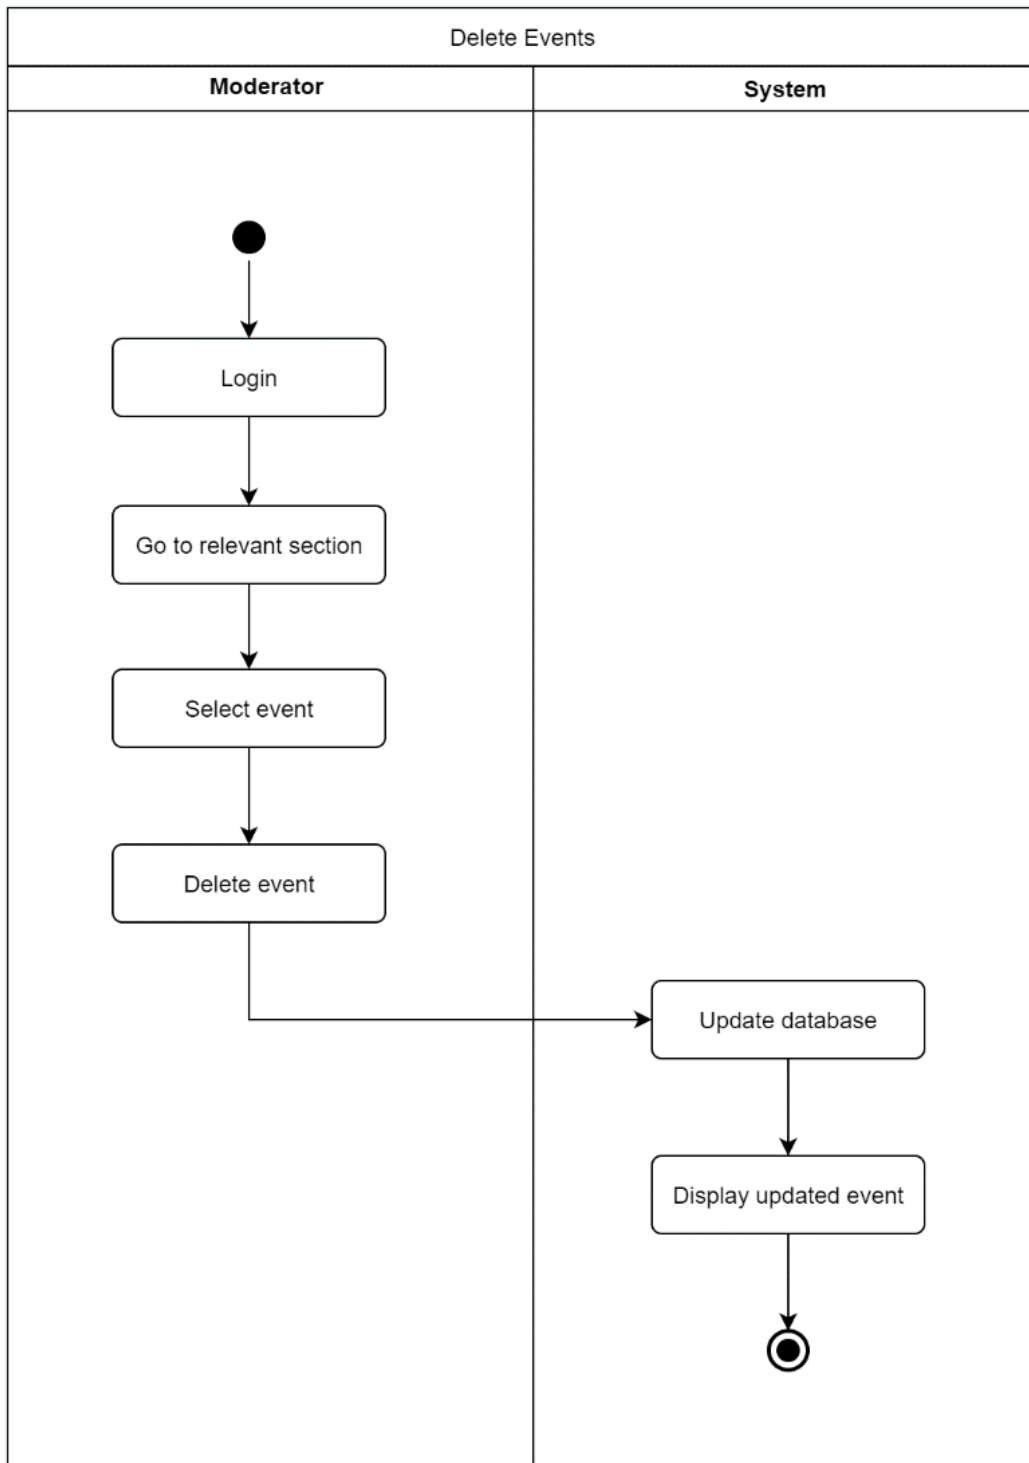 Delete Events
Moderator
System
Login
Go to relevant section
Select event
Delete event
Update database
Display updated event